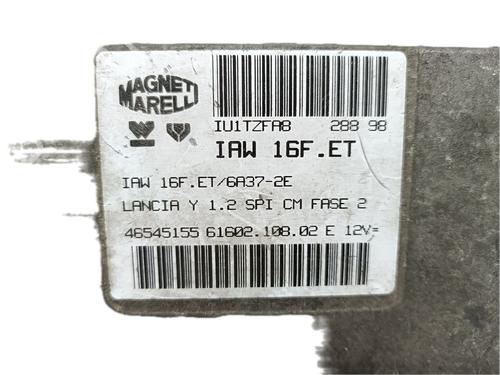 MAGNETI
MARELLI
IU1TZFA8 288 98
IAW 16F.ET
IAW 16F.ET/6A37-2E
LANCIA Y 1.2 SPI CM FASE 2
46545155 61602.108.02 E 12V=